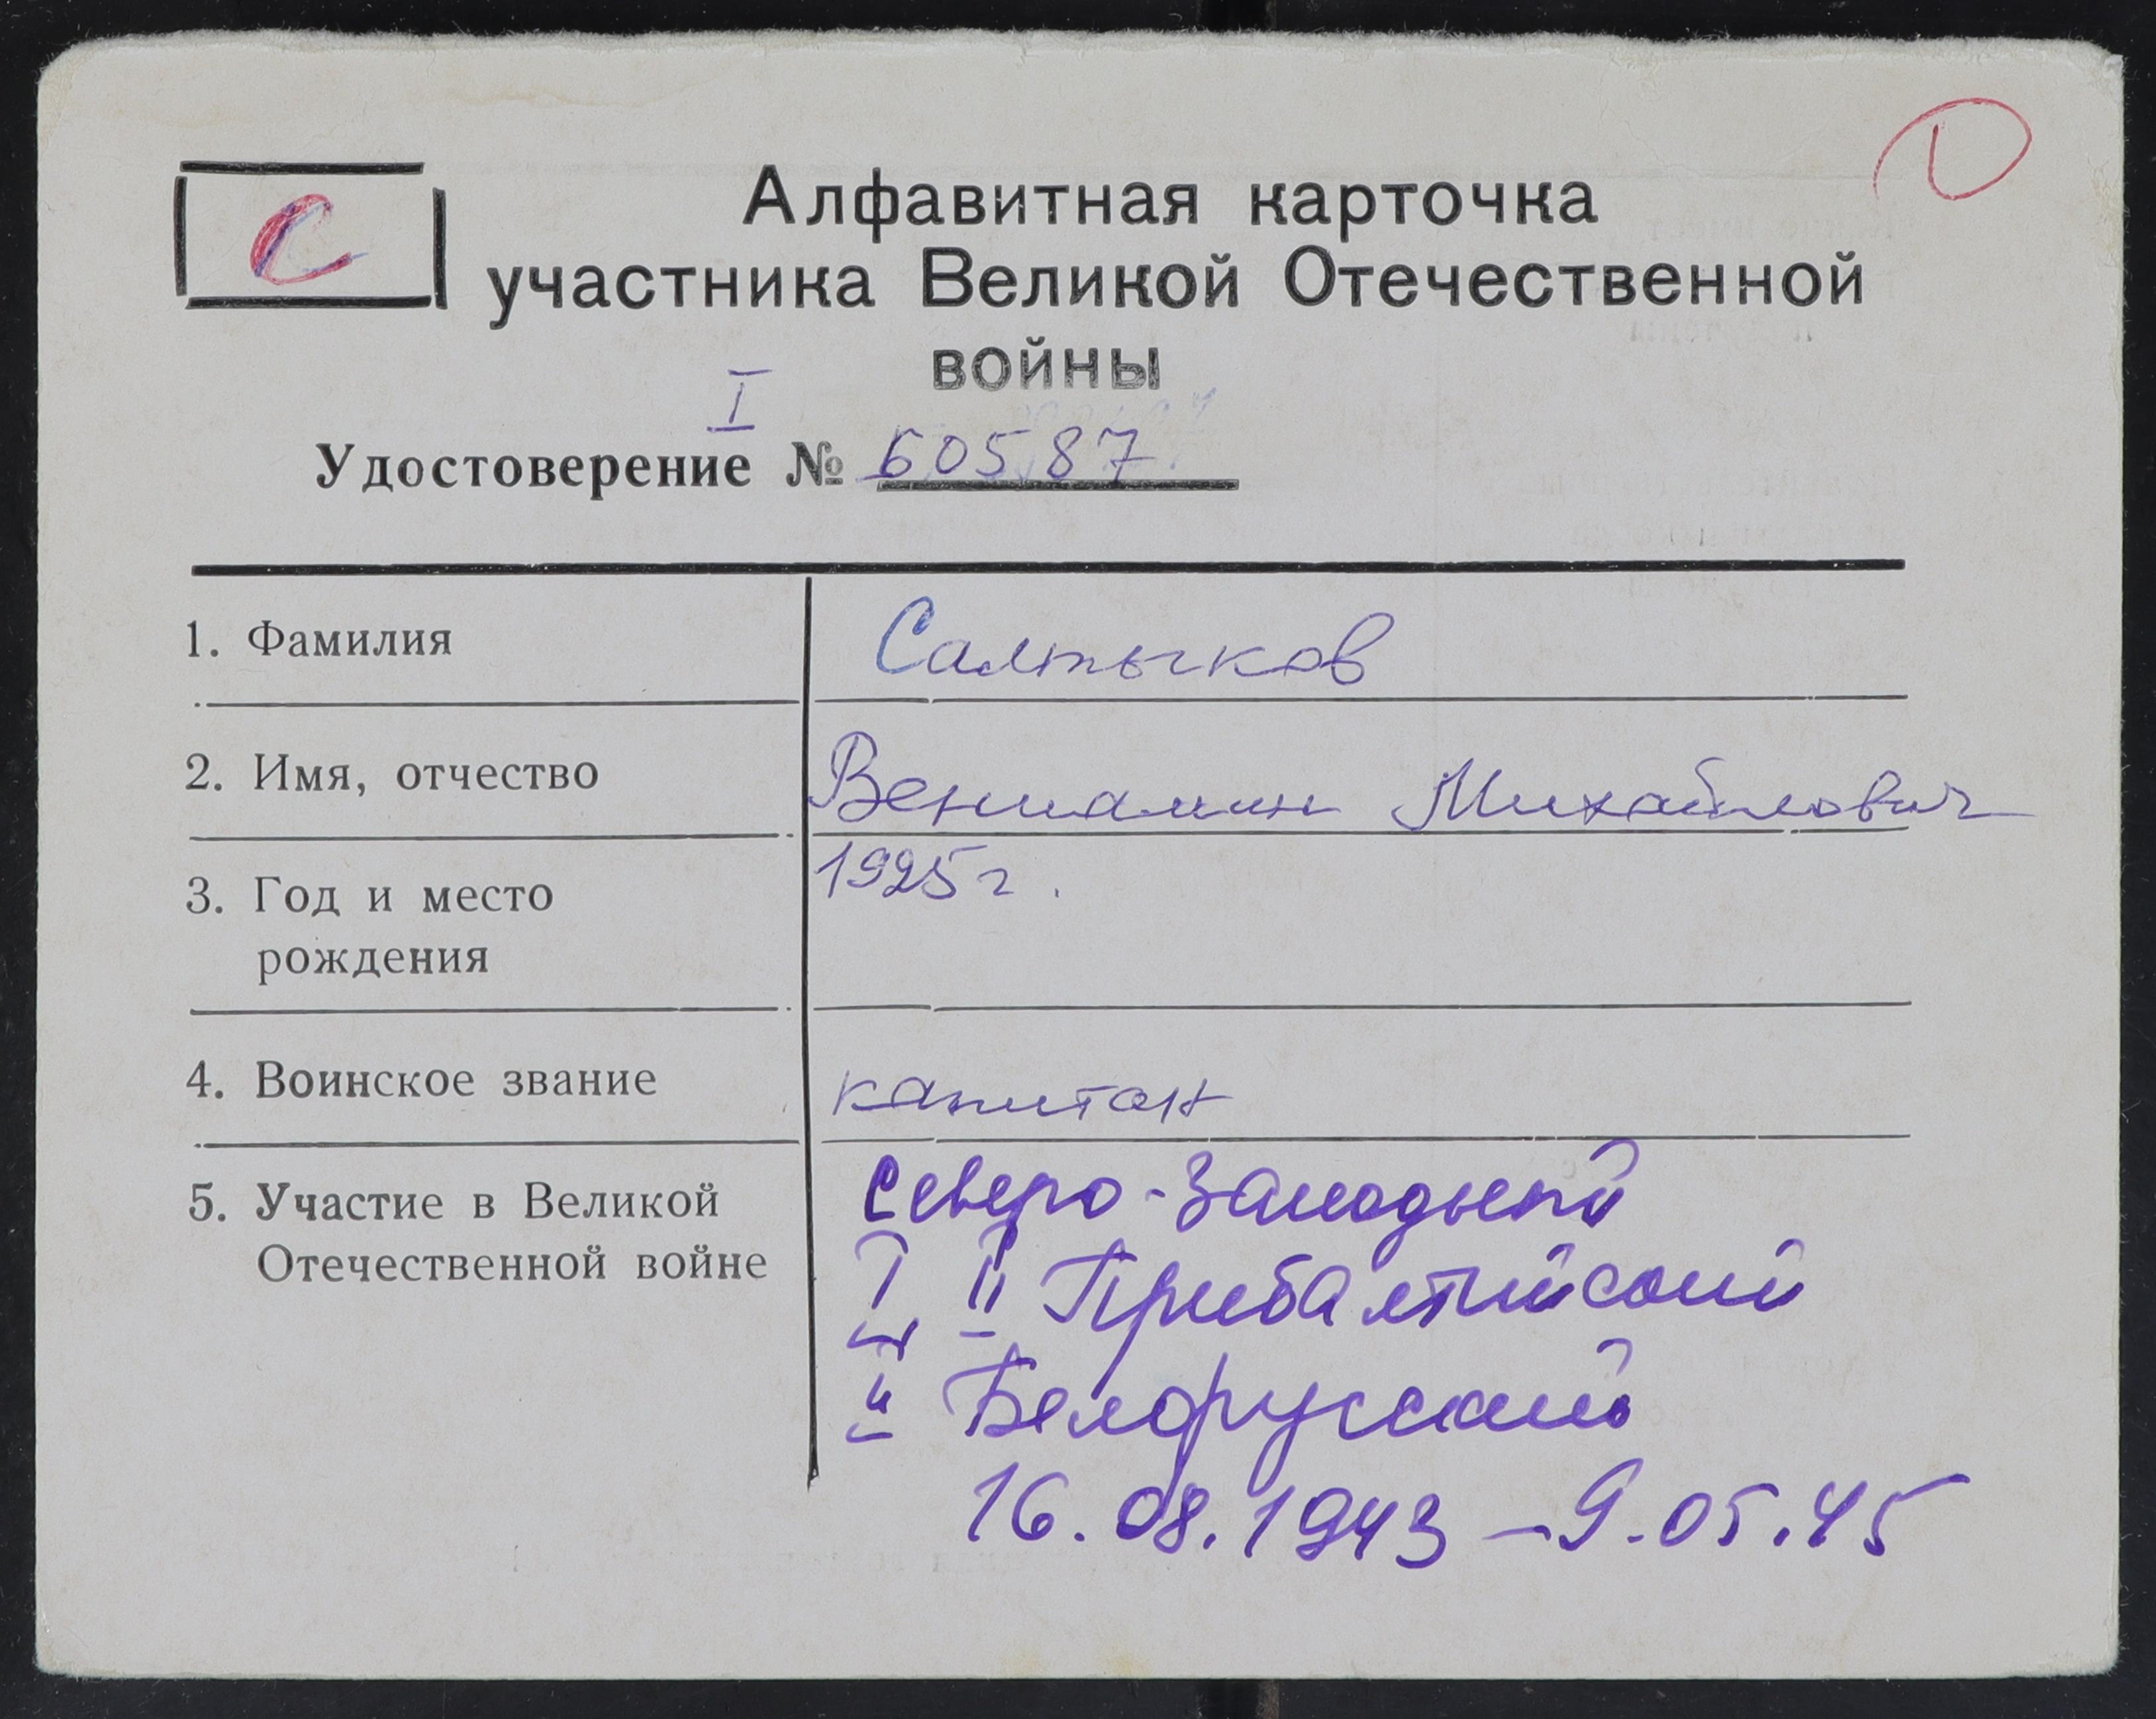 С
Алфавитная карточка
участника Великой Отечественной
войны
I
Удостоверение № 60587
1. Фамилия
Салтыков
2. Имя, отчество
Вениамин Михайлович
3. Год и место
рождения
1925 г.
4. Воинское звание
капитан
5. Участие в Великой
Отечественной войне
Северо-Западный
I II Прибалтийский
Белорусский
16.08.1943 - 9.05.45